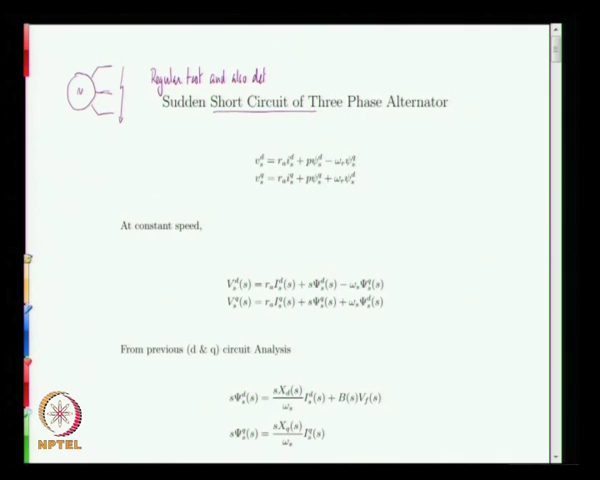 Regular test and also det
N
Sudden Short Circuit of Three Phase Alternator
v_s^d = r_a i_s^d + pψ_s^d − ω_r ψ_s^q
v_s^q = r_a i_s^q + pψ_s^q + ω_r ψ_s^d
At constant speed,
V_s^d(s) = r_a I_s^d(s) + sΨ_s^d(s) − ω_s Ψ_s^q(s)
V_s^q(s) = r_a I_s^q(s) + sΨ_s^q(s) + ω_s Ψ_s^d(s)
From previous (d & q) circuit Analysis
sΨ_s^d(s) = sX_d(s)/ω_s I_s^d(s) + B(s)V_f(s)
sΨ_s^q(s) = sX_q(s)/ω_s I_s^q(s)
NPTEL